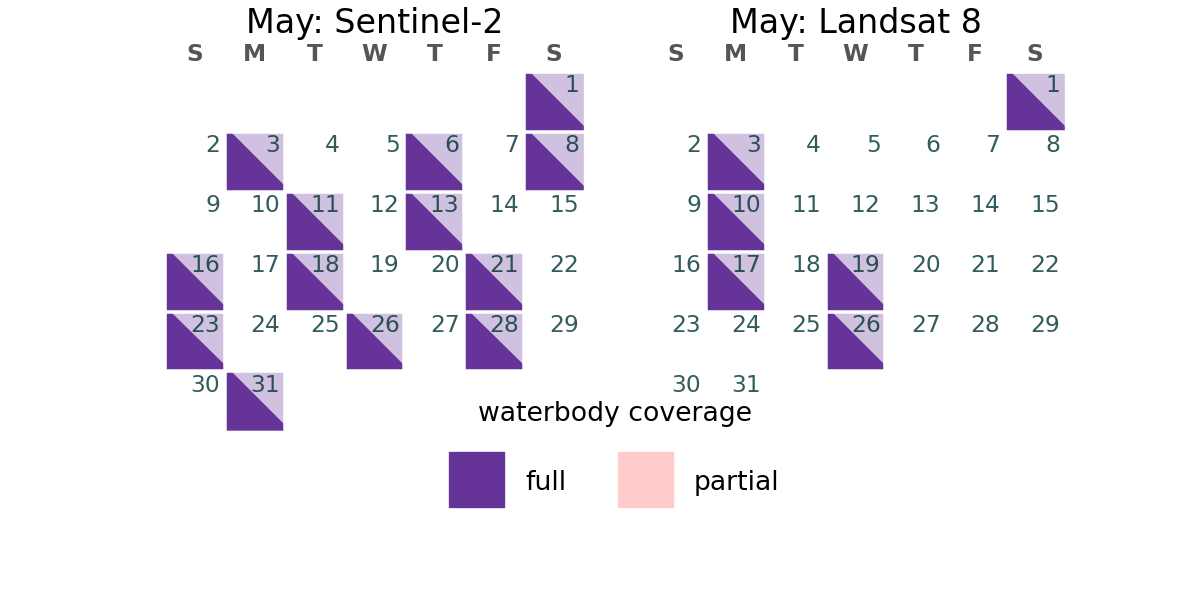 May: Sentinel-2
S M T W T F S
1
2 3 4 5 6 7 8
9 10 11 12 13 14 15
16 17 18 19 20 21 22
23 24 25 26 27 28 29
30 31
May: Landsat 8
S M T W T F S
1
2 3 4 5 6 7 8
9 10 11 12 13 14 15
16 17 18 19 20 21 22
23 24 25 26 27 28 29
30 31
waterbody coverage
full
partial